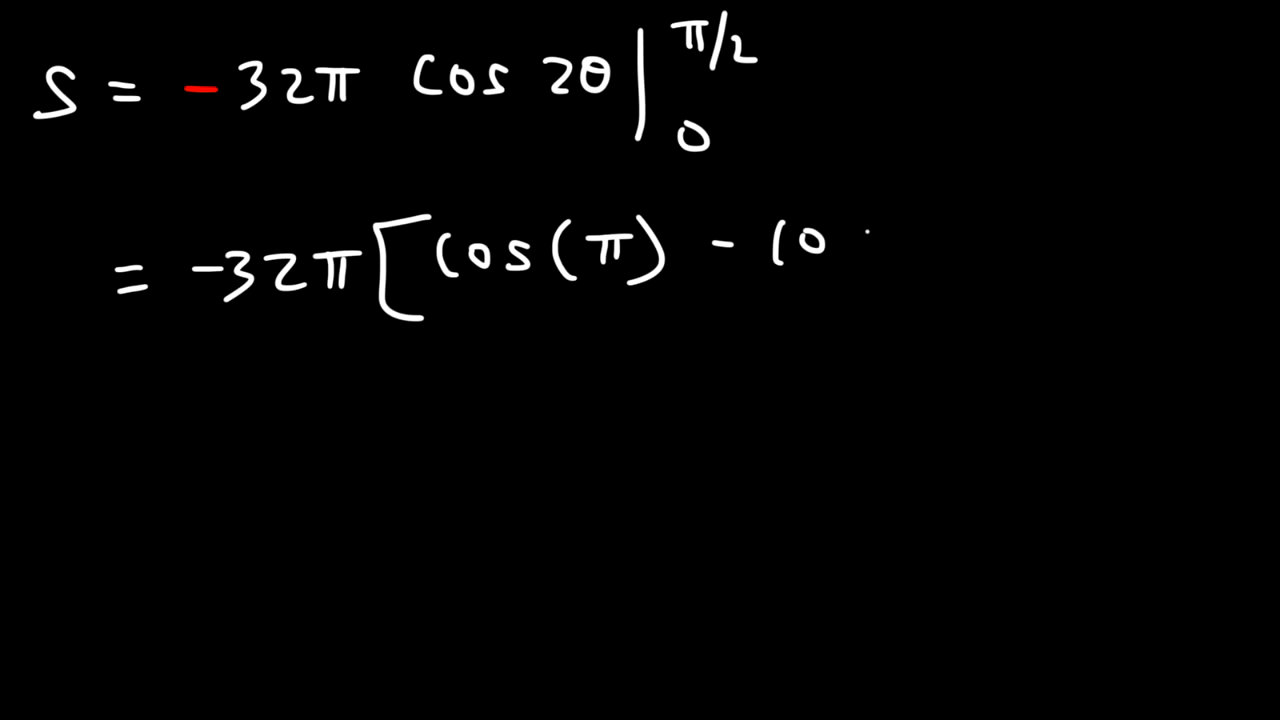 S = -32π cos 2θ |₀^{π/2}
= -32π[cos(π) - co